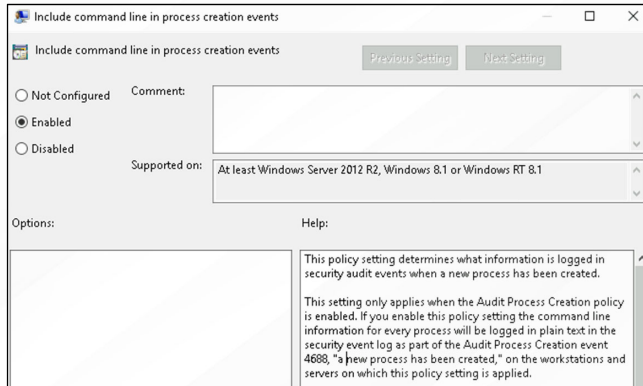 Include command line in process creation events
Include command line in process creation events
Previous Setting
Next Setting
Not Configured
Comment:
Enabled
Disabled
Supported on:
At least Windows Server 2012 R2, Windows 8.1 or Windows RT 8.1
Options:
Help:
This policy setting determines what information is logged in
security audit events when a new process has been created.
This setting only applies when the Audit Process Creation policy
is enabled. If you enable this policy setting the command line
information for every process will be logged in plain text in the
security event log as part of the Audit Process Creation event
4688, "a new process has been created," on the workstations and
servers on which this policy setting is applied.